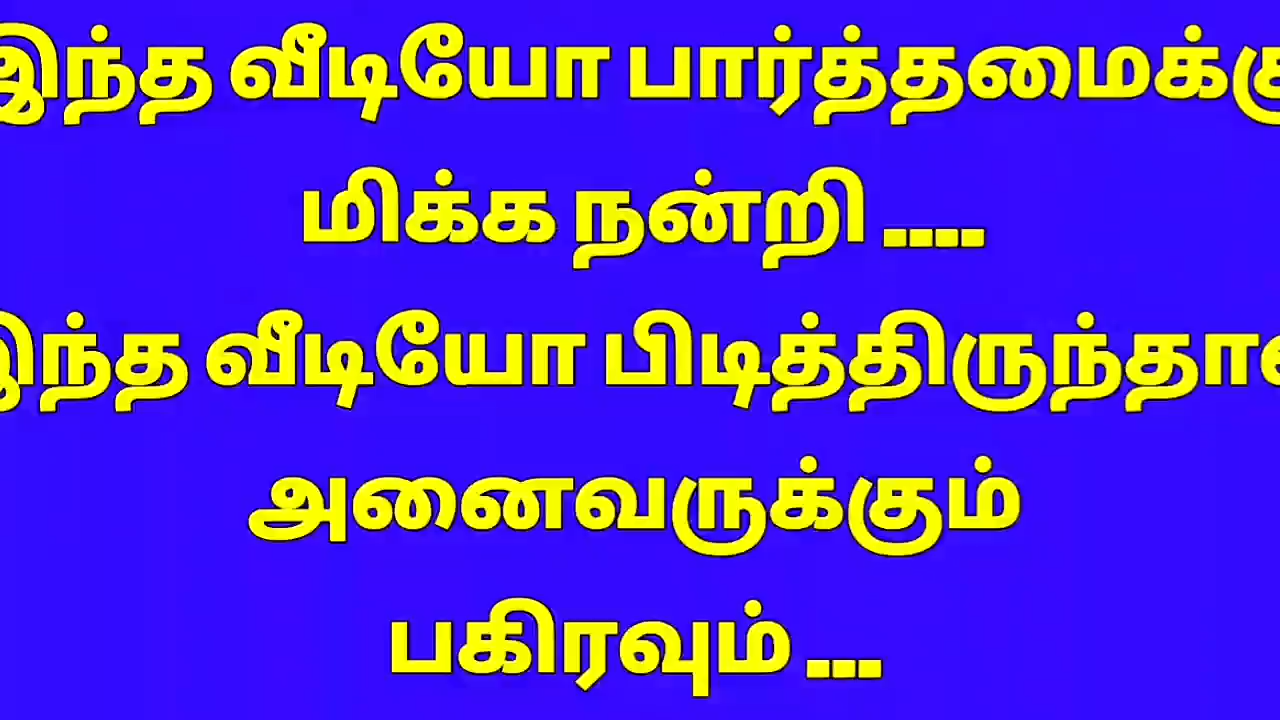 இந்த வீடியோ பார்த்தமைக்கு
மிக்க நன்றி ....
இந்த வீடியோ பிடித்திருந்தால்
அனைவருக்கும்
பகிரவும் ...